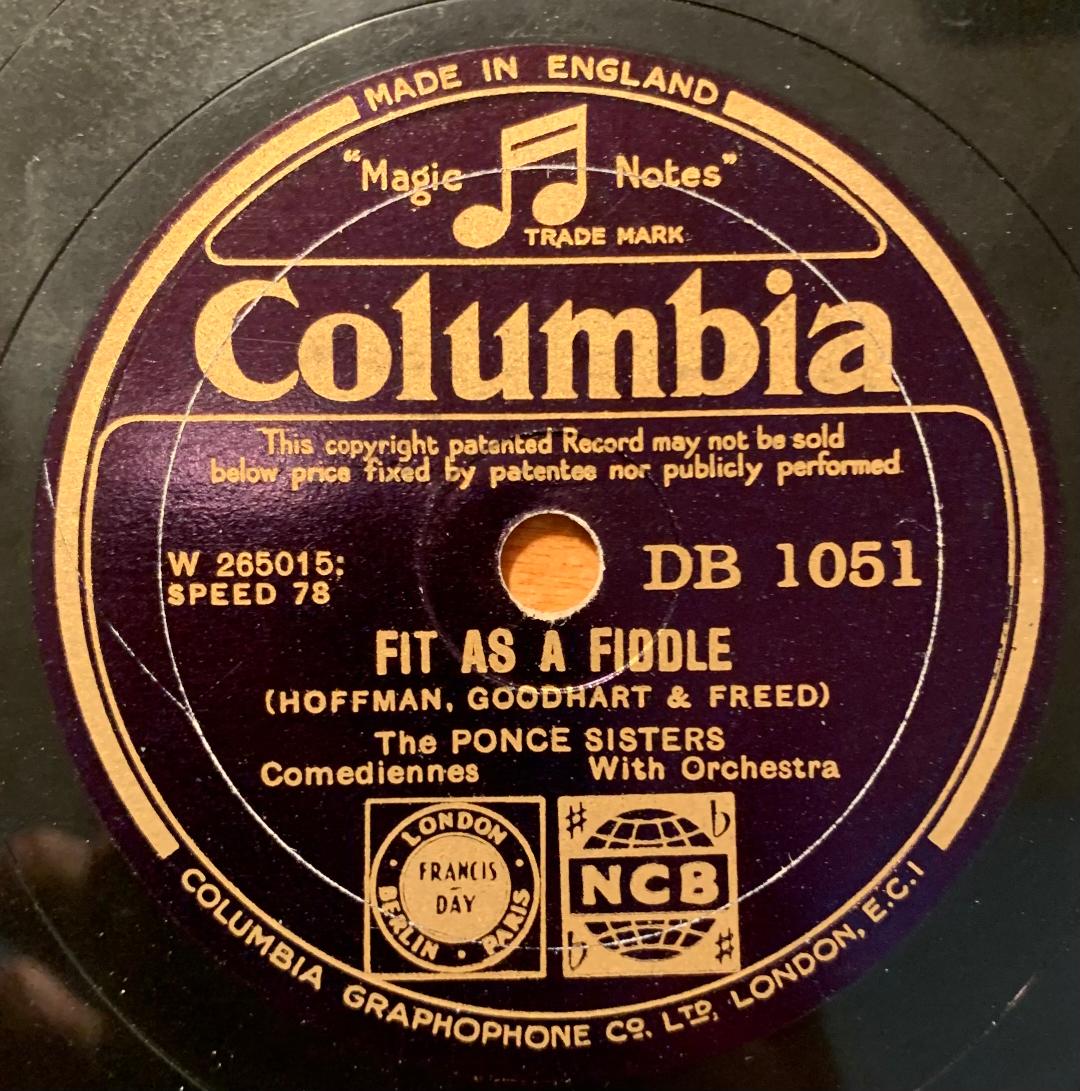 MADE IN ENGLAND
"Magic Notes"
TRADE MARK
Columbia
This copyright patented Record may not be sold
below price fixed by patentee nor publicly performed
W 265015:
SPEED 78
DB 1051
FIT AS A FIDDLE
(HOFFMAN, GOODHART & FREED)
The PONCE SISTERS
Comediennes With Orchestra
LONDON
FRANCIS
DAY
BERLIN · PARIS
NCB
COLUMBIA GRAPHOPHONE CO. LTD, LONDON, E.C.1